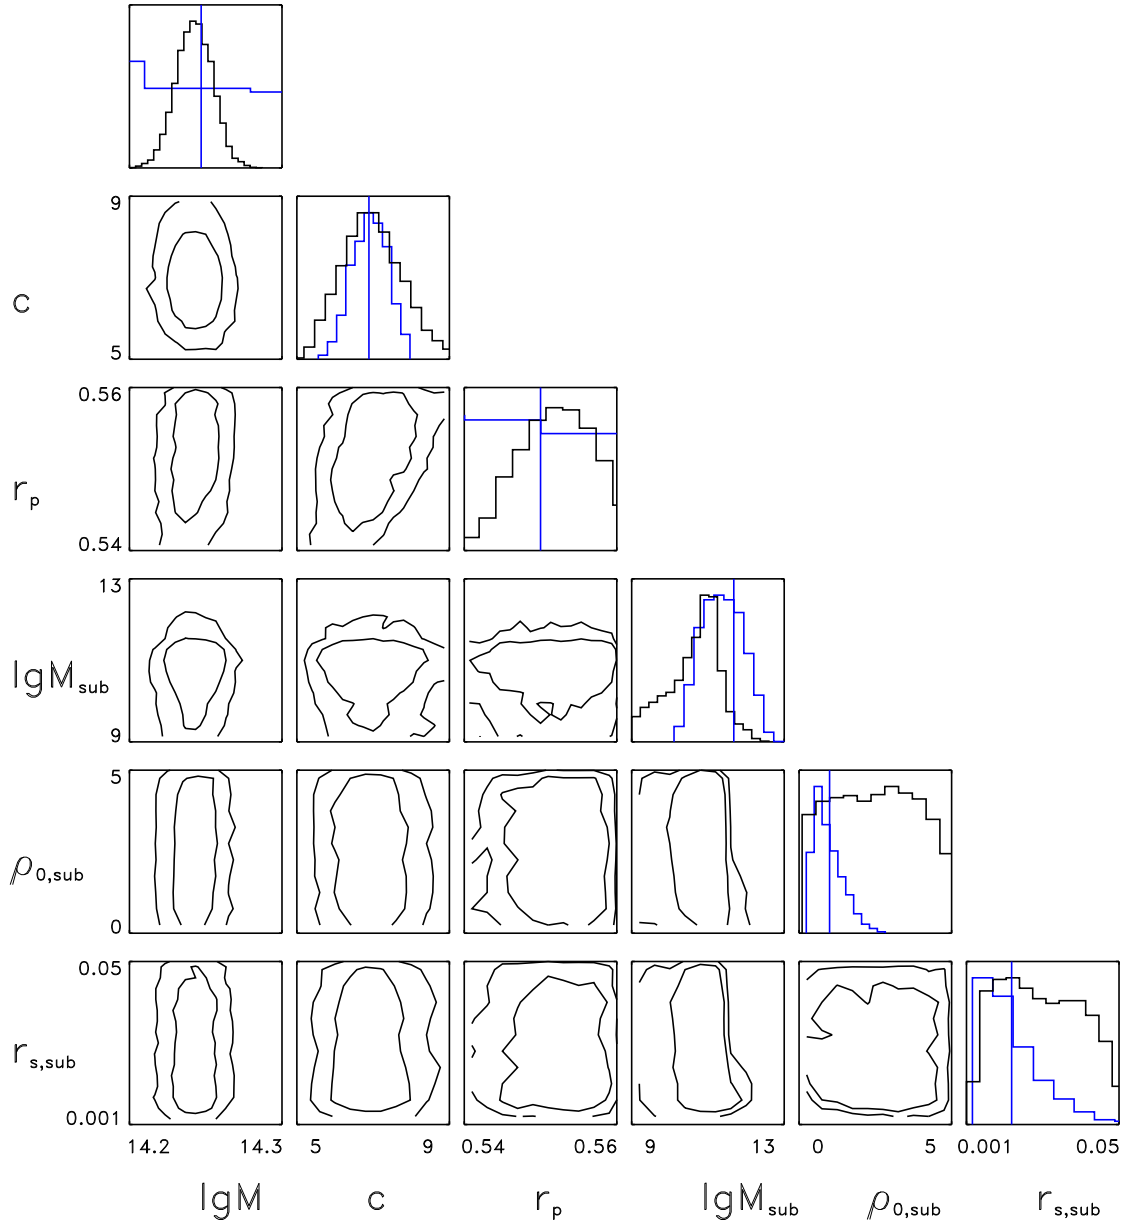 9
c
5
0.56
r_p
0.54
13
lgM_sub
9
5
ρ_0,sub
0
0.05
r_s,sub
0.001
14.2 14.3 5 9 0.54 0.56 9 13 0 5 0.001 0.05
lgM c r_p lgM_sub ρ_0,sub r_s,sub